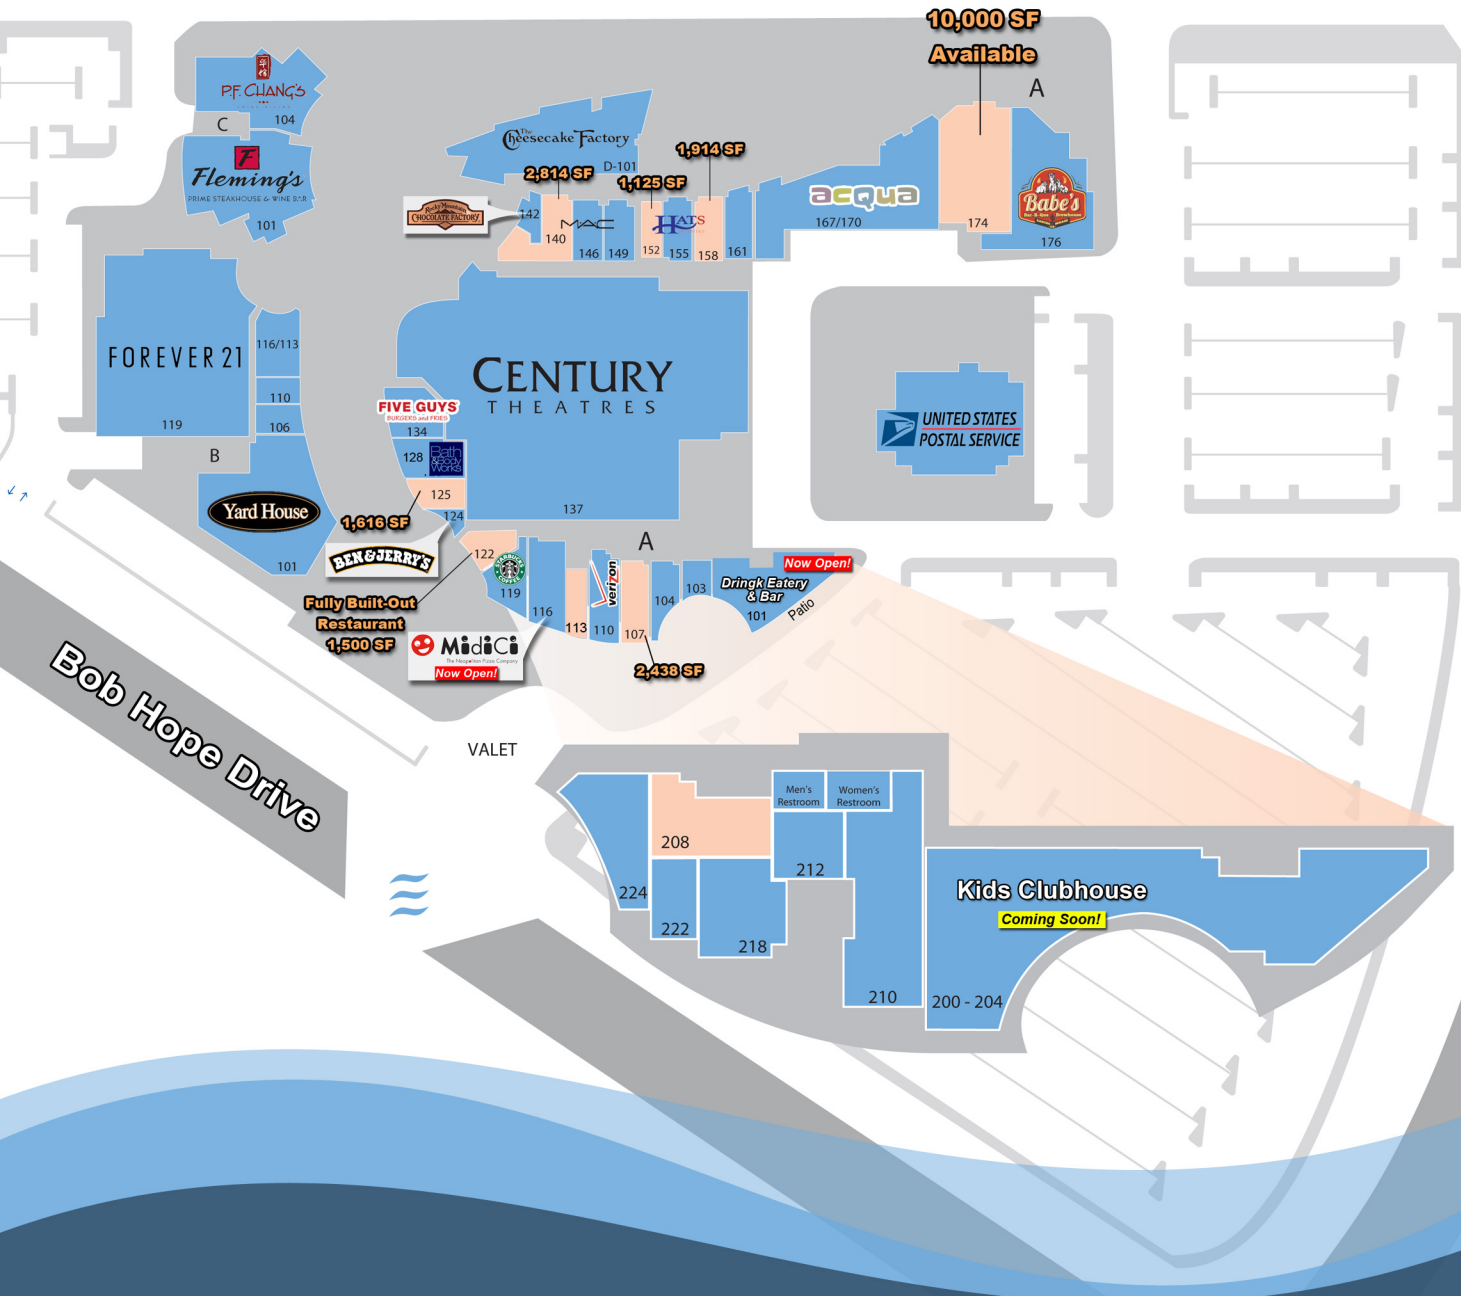 10,000 SF
Available
A
P.F. CHANG'S
104
C
F
Fleming's
PRIME STEAKHOUSE & WINE BAR
101
The
Cheesecake Factory
D-101
1,914 SF
2,814 SF
1,125 SF
Rocky Mountain
CHOCOLATE FACTORY
142
140
MAC
146
149
152
HATS
155
158
161
acqua
167/170
174
Babe's
Bar-B-Que Brewhouse
176
FOREVER 21
119
116/113
110
106
B
Yard House
101
CENTURY
THEATRES
137
FIVE GUYS
BURGERS and FRIES
134
128
Bath
& Body
Works
125
1,616 SF
124
BEN & JERRY'S
UNITED STATES
POSTAL SERVICE
A
122
STARBUCKS
COFFEE
119
116
113
verizon
110
107
104
103
Now Open!
Dringk Eatery
& Bar
101
Patio
Fully Built-Out
Restaurant
1,500 SF
MidiCi
The Neapolitan Pizza Company
Now Open!
2,438 SF
Bob Hope Drive
VALET
208
224
222
218
Men's
Restroom
Women's
Restroom
212
210
Kids Clubhouse
Coming Soon!
200 - 204